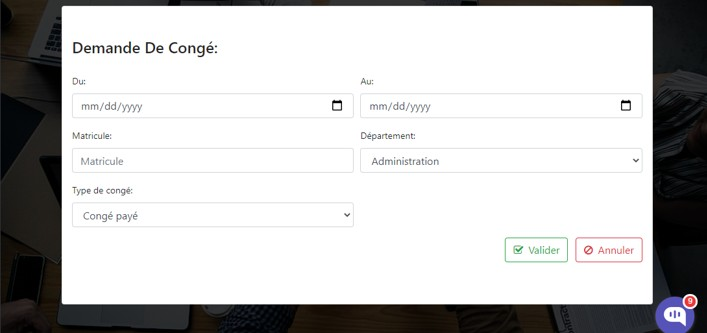 Demande De Congé:
Du:
Au:
mm/dd/yyyy
mm/dd/yyyy
Matricule:
Département:
Matricule
Administration
Type de congé:
Congé payé
Valider
Annuler
9